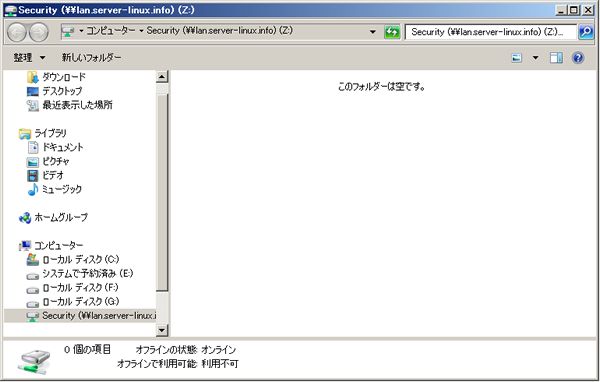 Security (¥¥lan.server-linux.info) (Z:)
コンピューター ▸ Security (¥¥lan.server-linux.info) (Z:)
Security (¥¥lan.server-linux.info) (Z:)...
整理 ▼ 新しいフォルダー
このフォルダーは空です。
ダウンロード
デスクトップ
最近表示した場所
ライブラリ
ドキュメント
ピクチャ
ビデオ
ミュージック
ホームグループ
コンピューター
ローカル ディスク (C:)
システムで予約済み (E:)
ローカル ディスク (F:)
ローカル ディスク (G:)
Security (¥¥lan.server-linux.i
0 個の項目 オフラインの状態: オンライン
オフラインで利用可能: 利用不可